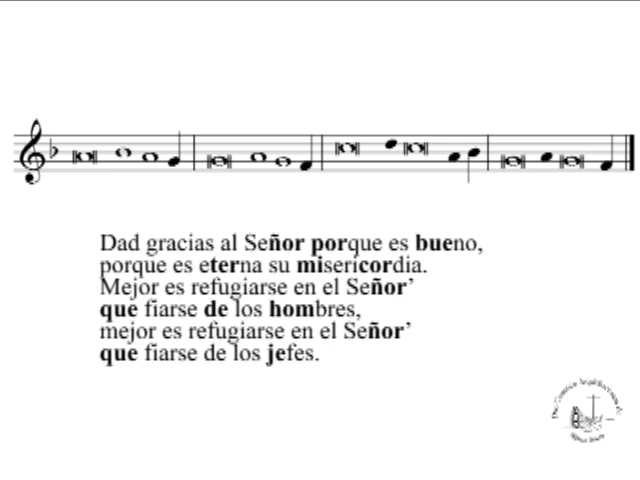 Dad gracias al Señor porque es bueno,
porque es eterna su misericordia.
Mejor es refugiarse en el Señor’
que fiarse de los hombres,
mejor es refugiarse en el Señor’
que fiarse de los jefes.